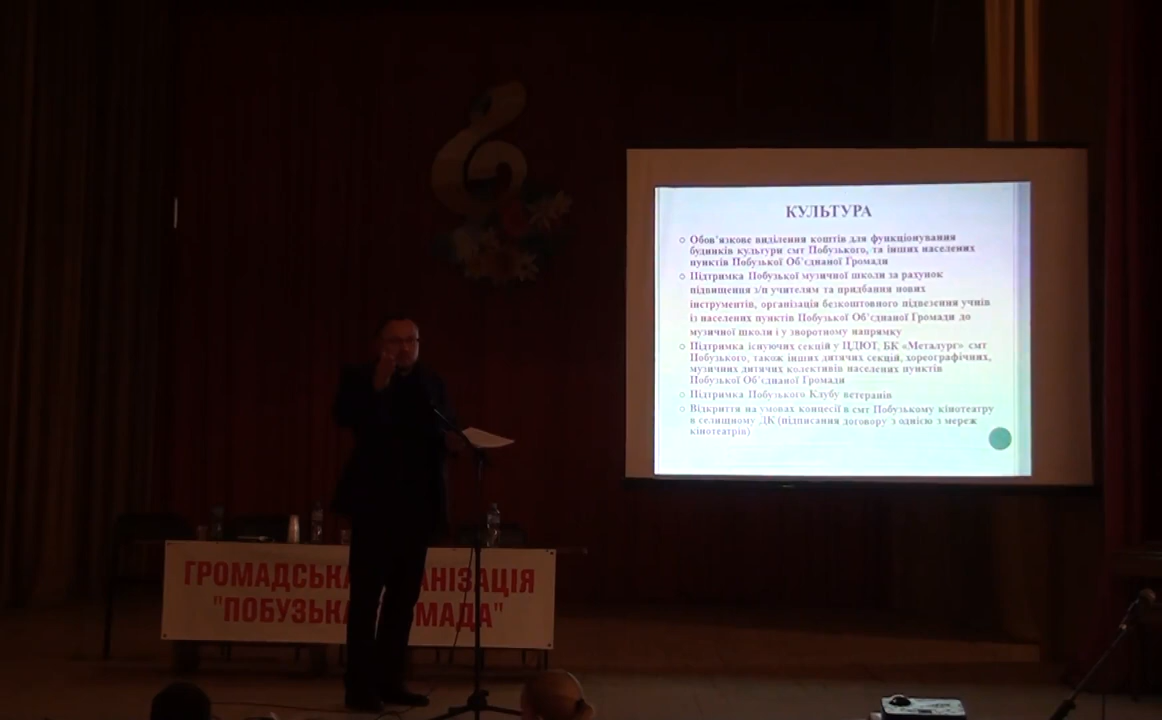 КУЛЬТУРА
Обов'язкове виділення коштів для функціонування
будинків культури смт Побузького, та інших населених
пунктів Побузької Об'єднаної Громади
Підтримка Побузької музичної школи за рахунок
підвищення з/п учителям та придбання нових
інструментів, організація безкоштовного підвезення учнів
із населених пунктів Побузької Об'єднаної Громади до
музичної школи і у зворотному напрямку
Підтримка існуючих секцій у ЦДЮТ, БК «Металург» смт
Побузького, також інших дитячих секцій, хореографічних,
музичних дитячих колективів населених пунктів
Побузької Об'єднаної Громади
Підтримка Побузького Клубу ветеранів
Відкриття на умовах концесії в смт Побузькому кінотеатру
в селищному ДК (підписання договору з однією з мереж
кінотеатрів)
ГРОМАДСЬКА АНІЗАЦІЯ
"ПОБУЗЬКА ОМАДА"